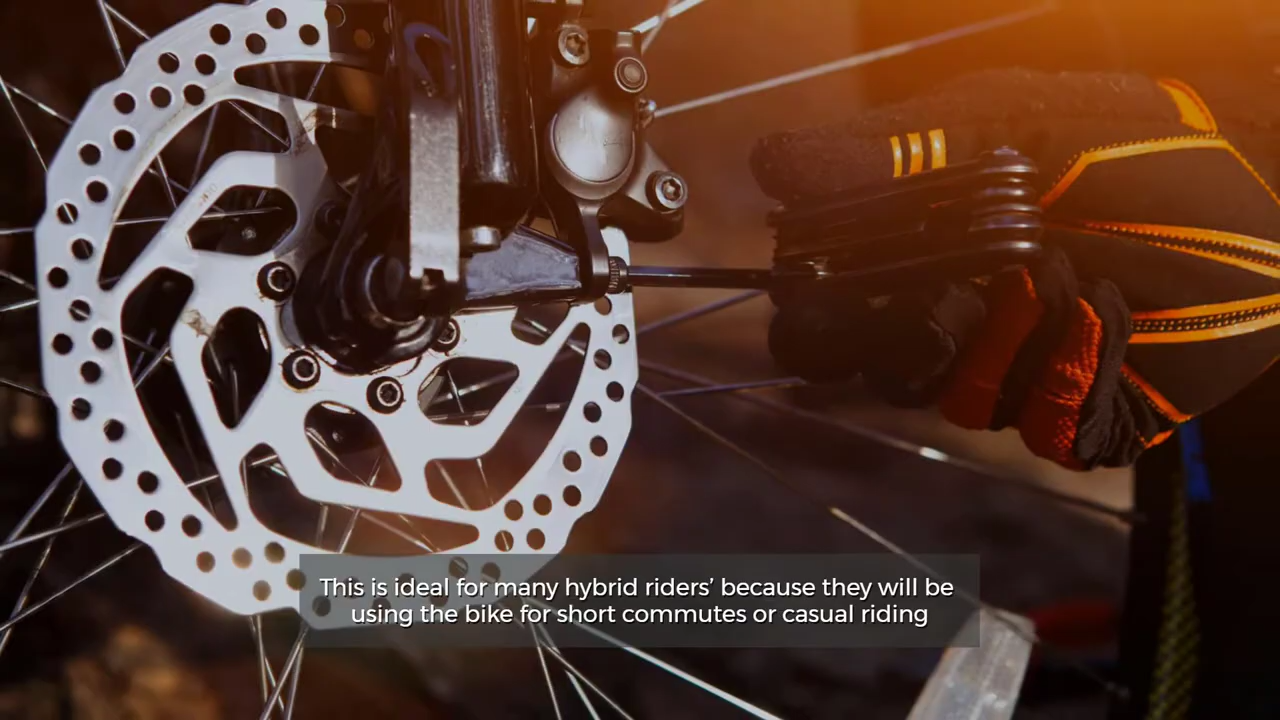 This is ideal for many hybrid riders’ because they will be
using the bike for short commutes or casual riding